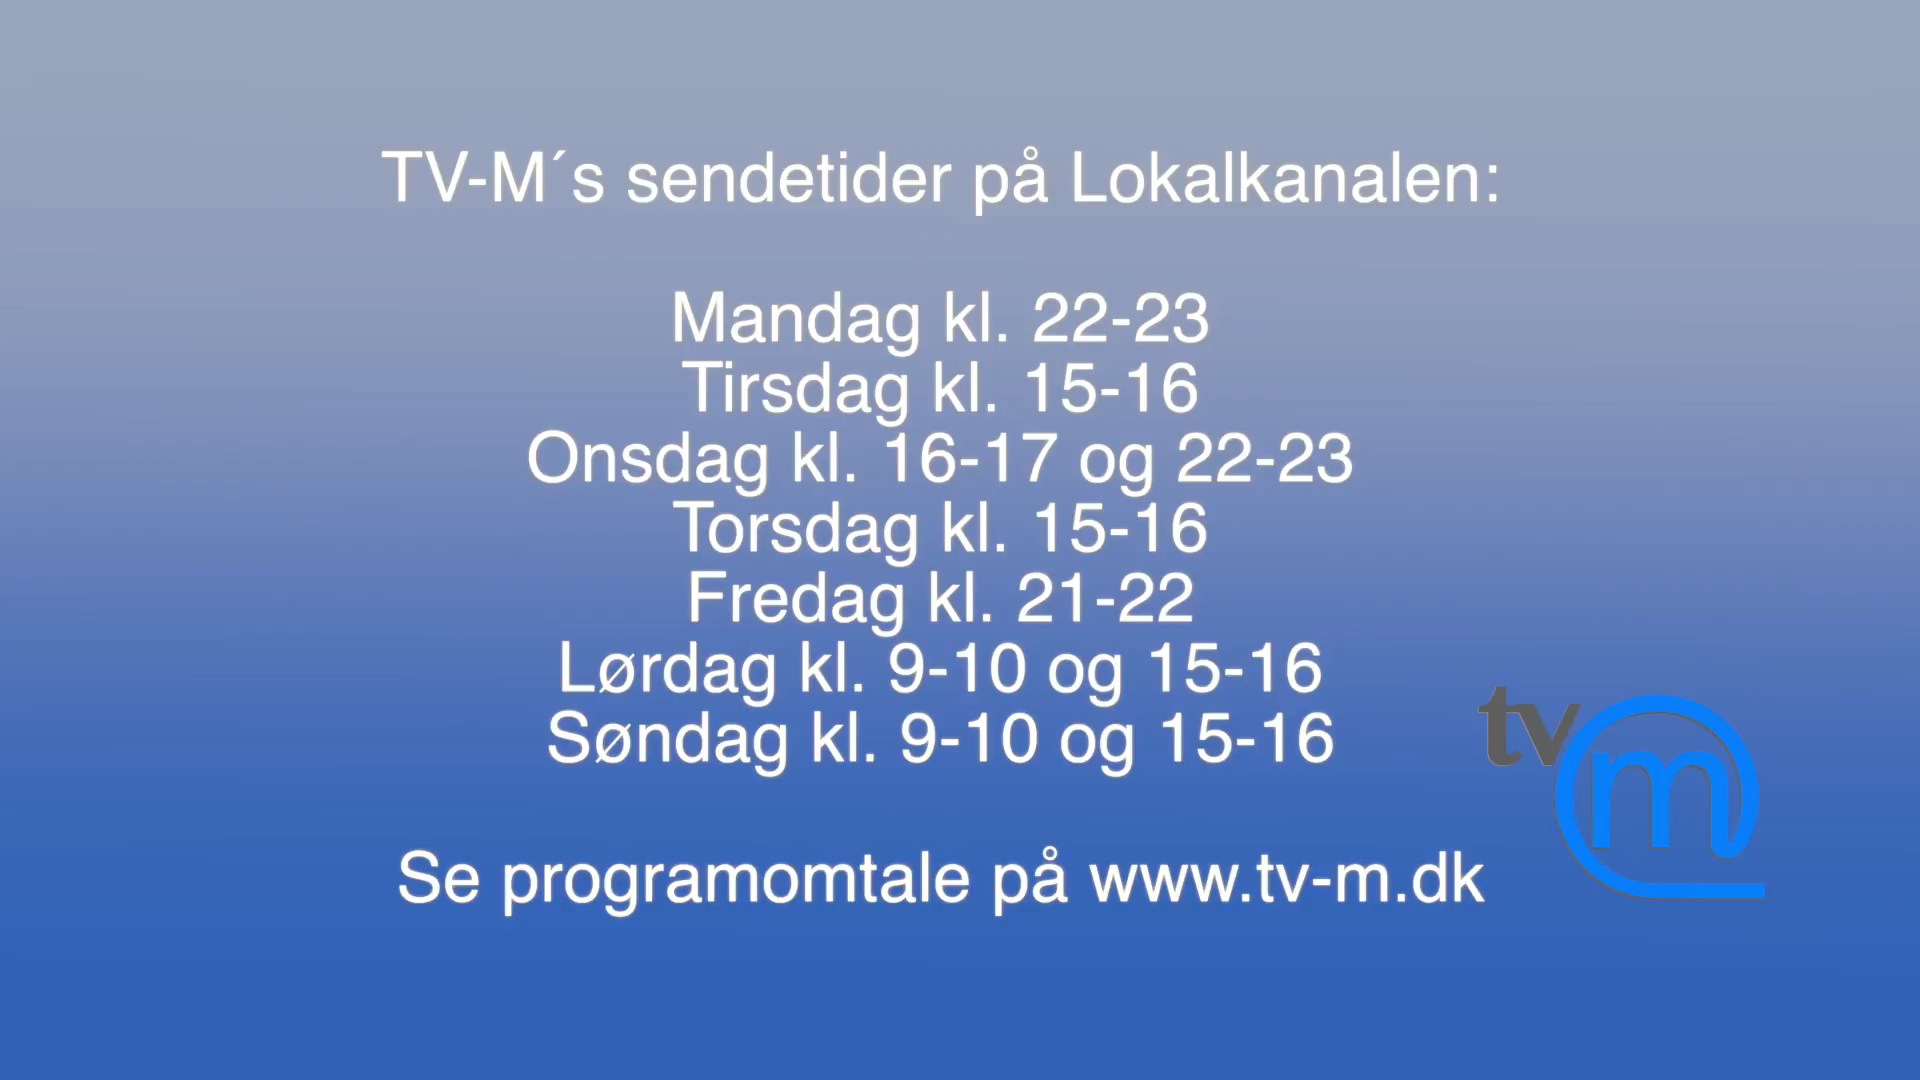 TV-M´s sendetider på Lokalkanalen:
Mandag kl. 22-23
Tirsdag kl. 15-16
Onsdag kl. 16-17 og 22-23
Torsdag kl. 15-16
Fredag kl. 21-22
Lørdag kl. 9-10 og 15-16
Søndag kl. 9-10 og 15-16
tv
m
Se programomtale på www.tv-m.dk